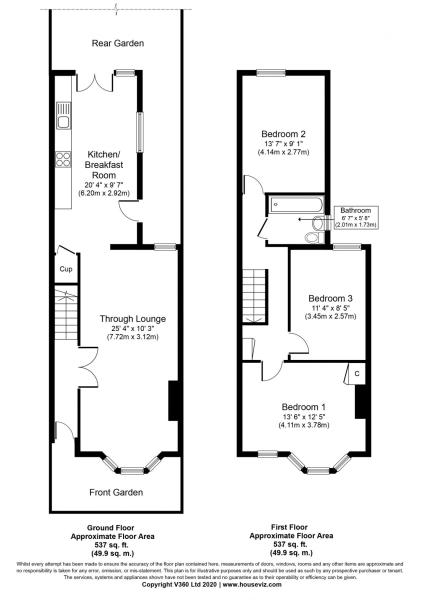 Rear Garden
Kitchen/
Breakfast
Room
20' 4" x 9' 7"
(6.20m x 2.92m)
Cup
Through Lounge
25' 4" x 10' 3"
(7.72m x 3.12m)
Front Garden
Ground Floor
Approximate Floor Area
537 sq. ft.
(49.9 sq. m.)
Bedroom 2
13' 7" x 9' 1"
(4.14m x 2.77m)
Bathroom
6' 7" x 5' 8"
(2.01m x 1.73m)
Bedroom 3
11' 4" x 8' 5"
(3.45m x 2.57m)
C
Bedroom 1
13' 6" x 12' 5"
(4.11m x 3.78m)
First Floor
Approximate Floor Area
537 sq. ft.
(49.9 sq. m.)
Whilst every attempt has been made to ensure the accuracy of the floor plan contained here, measurements of doors, windows, rooms and any other items are approximate and
no responsibility is taken for any error, omission, or mis-statement. This plan is for illustrative purposes only and should be used as such by any prospective purchaser or tenant.
The services, systems and appliances shown have not been tested and no guarantee as to their operability or efficiency can be given.
Copyright V360 Ltd 2020 | www.houseviz.com